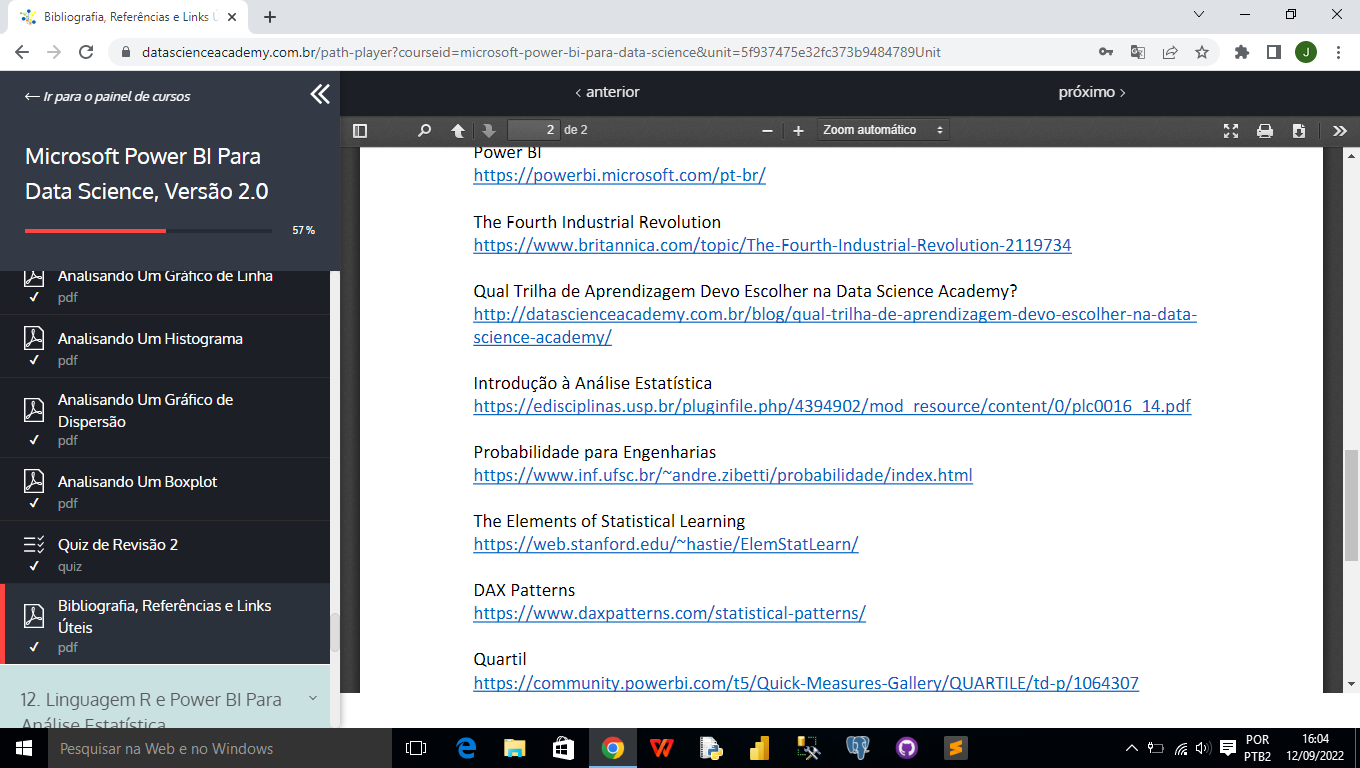 Bibliografia, Referências e Links Ú
datascienceacademy.com.br/path-player?courseid=microsoft-power-bi-para-data-science&unit=5f937475e32fc373b9484789Unit
J
← Ir para o painel de cursos
Microsoft Power BI Para
Data Science, Versão 2.0
57 %
Analisando Um Gráfico de Linha
pdf
Analisando Um Histograma
pdf
Analisando Um Gráfico de
Dispersão
pdf
Analisando Um Boxplot
pdf
Quiz de Revisão 2
quiz
Bibliografia, Referências e Links
Úteis
pdf
12. Linguagem R e Power BI Para
Análise Estatística
‹ anterior
próximo ›
2 de 2
Zoom automático
Power BI
https://powerbi.microsoft.com/pt-br/
The Fourth Industrial Revolution
https://www.britannica.com/topic/The-Fourth-Industrial-Revolution-2119734
Qual Trilha de Aprendizagem Devo Escolher na Data Science Academy?
http://datascienceacademy.com.br/blog/qual-trilha-de-aprendizagem-devo-escolher-na-data-
science-academy/
Introdução à Análise Estatística
https://edisciplinas.usp.br/pluginfile.php/4394902/mod_resource/content/0/plc0016_14.pdf
Probabilidade para Engenharias
https://www.inf.ufsc.br/~andre.zibetti/probabilidade/index.html
The Elements of Statistical Learning
https://web.stanford.edu/~hastie/ElemStatLearn/
DAX Patterns
https://www.daxpatterns.com/statistical-patterns/
Quartil
https://community.powerbi.com/t5/Quick-Measures-Gallery/QUARTILE/td-p/1064307
Pesquisar na Web e no Windows
POR
PTB2
16:04
12/09/2022